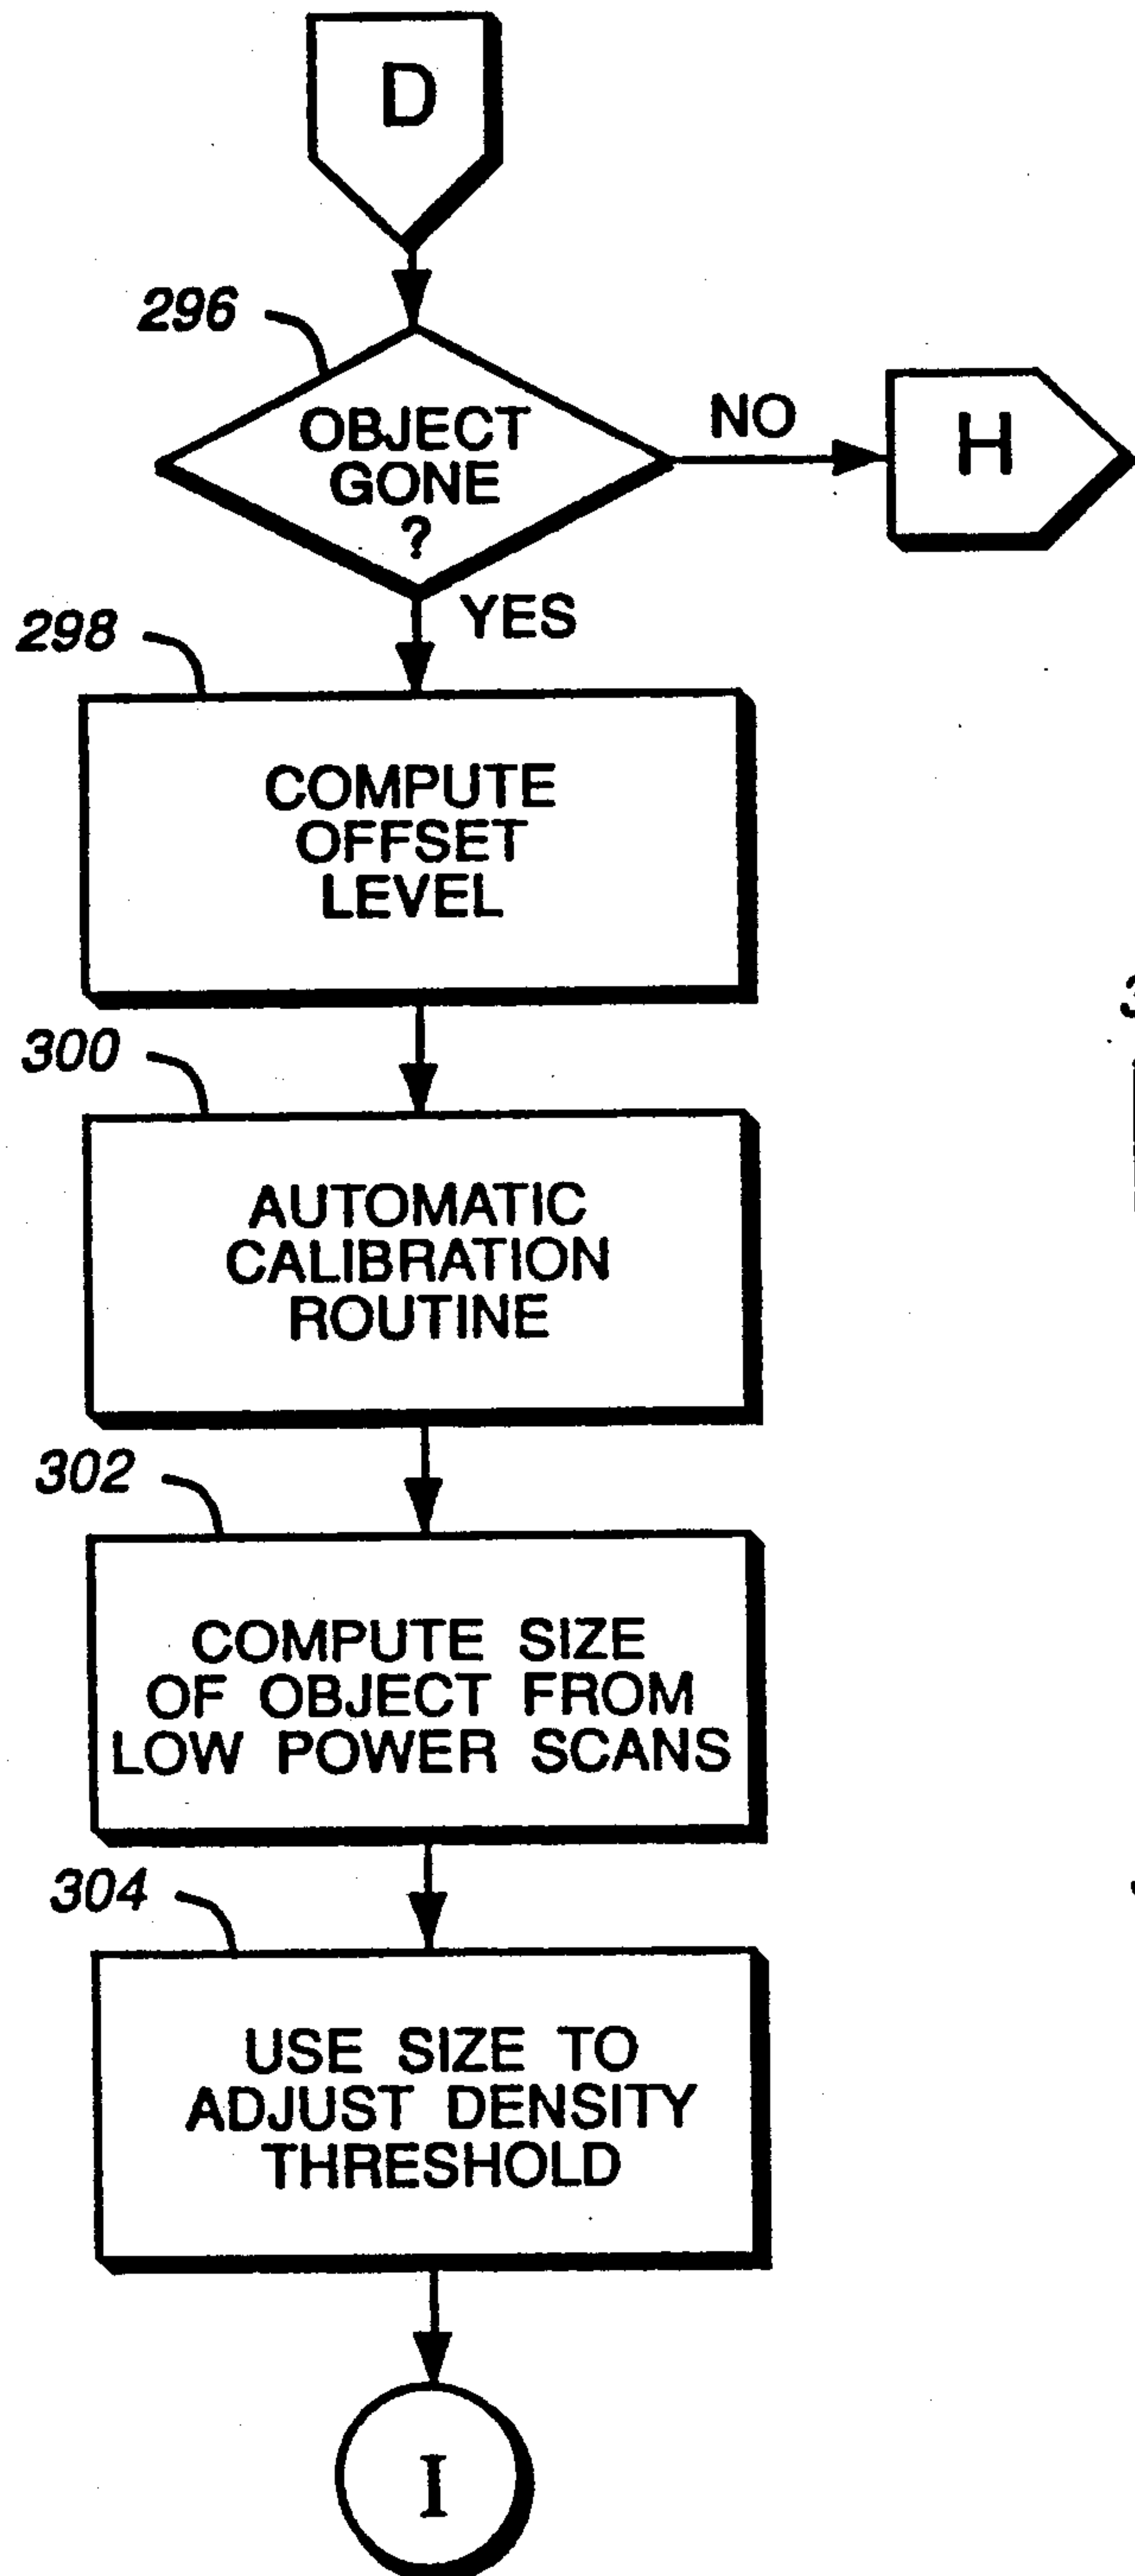 D
296
OBJECT
GONE
?
NO
H
YES
298
COMPUTE
OFFSET
LEVEL
300
AUTOMATIC
CALIBRATION
ROUTINE
302
COMPUTE SIZE
OF OBJECT FROM
LOW POWER SCANS
304
USE SIZE TO
ADJUST DENSITY
THRESHOLD
I